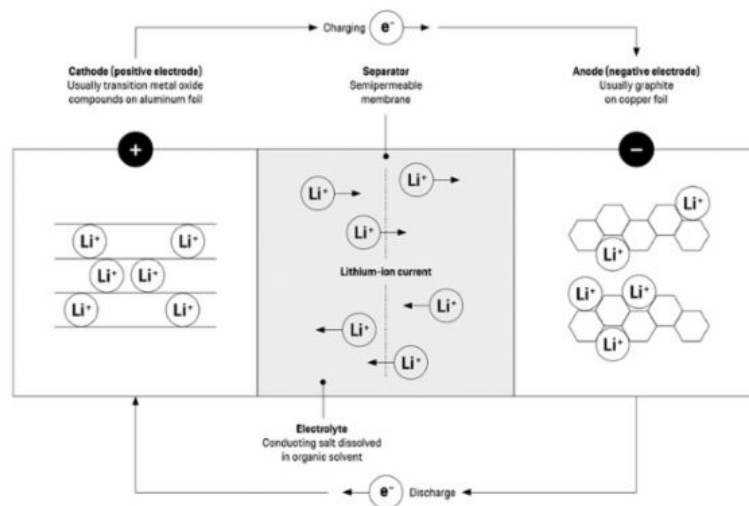 Charging e⁻
Cathode (positive electrode)
Usually transition metal oxide
compounds on aluminum foil
Separator
Semipermeable
membrane
Anode (negative electrode)
Usually graphite
on copper foil
+
−
Li⁺
Li⁺
Li⁺
Li⁺ Li⁺
Li⁺ Li⁺
Li⁺ Li⁺
Li⁺ Li⁺
Lithium-ion current
Li⁺
Li⁺
Li⁺
Li⁺
Li⁺
Li⁺ Li⁺
Li⁺
Electrolyte
Conducting salt dissolved
in organic solvent
e⁻ Discharge